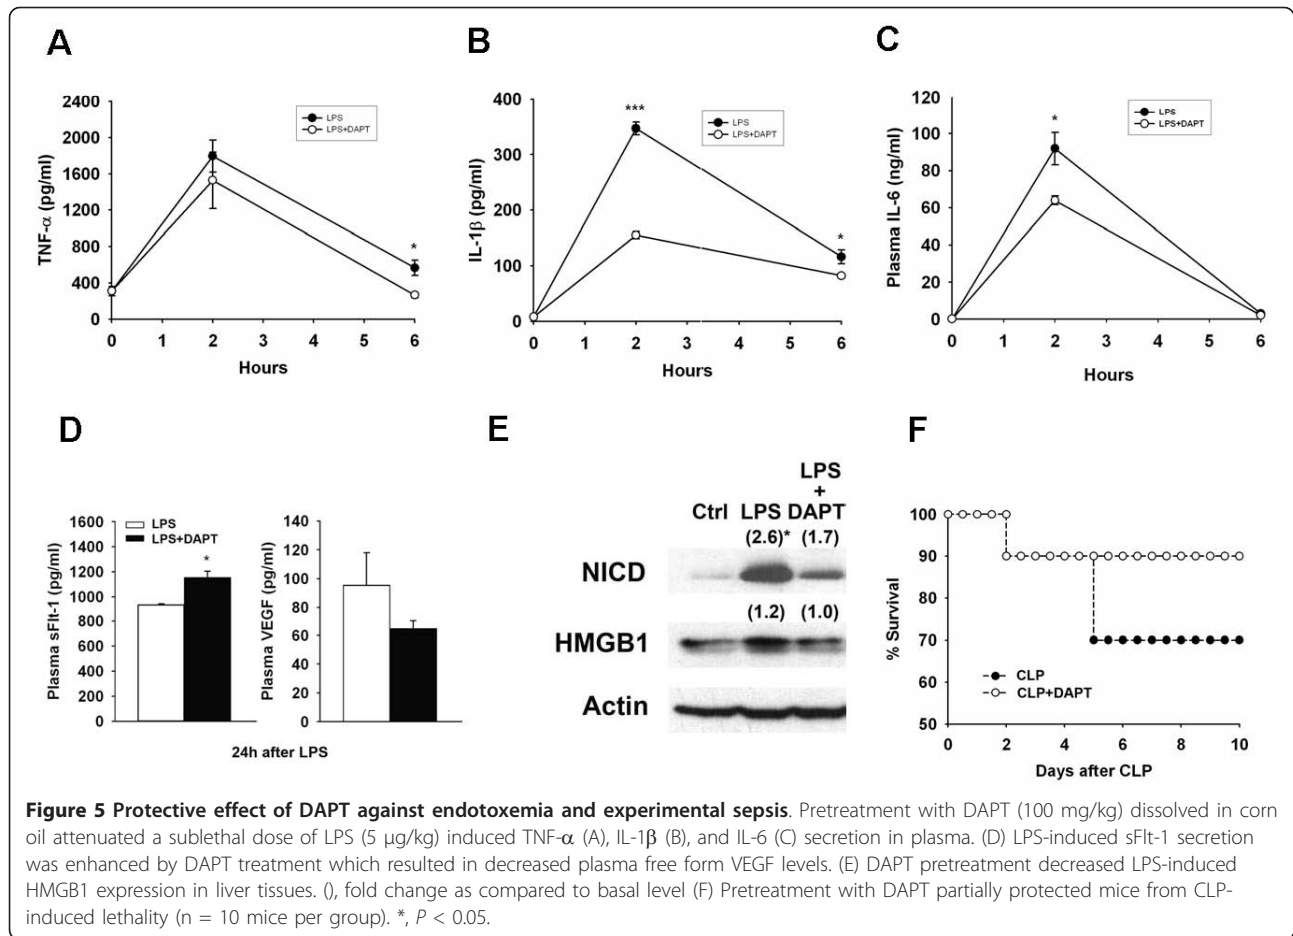 A
2400
2000
1600
1200
800
400
0
TNF-α (pg/ml)
LPS
LPS+DAPT
*
0 1 2 3 4 5 6
Hours
B
400
300
200
100
0
IL-1β (pg/ml)
LPS
LPS+DAPT
***
*
0 1 2 3 4 5 6
Hours
C
120
100
80
60
40
20
0
Plasma IL-6 (ng/ml)
LPS
LPS+DAPT
*
0 1 2 3 4 5 6
Hours
D
1600
1400
1200
1000
800
600
400
200
0
Plasma sFlt-1 (pg/ml)
LPS
LPS+DAPT
*
140
120
100
80
60
40
20
0
Plasma VEGF (pg/ml)
24h after LPS
E
LPS
+
Ctrl LPS DAPT
(2.6)* (1.7)
NICD
(1.2) (1.0)
HMGB1
Actin
F
100
90
80
70
60
50
% Survival
CLP
CLP+DAPT
0 2 4 6 8 10
Days after CLP
Figure 5 Protective effect of DAPT against endotoxemia and experimental sepsis. Pretreatment with DAPT (100 mg/kg) dissolved in corn
oil attenuated a sublethal dose of LPS (5 μg/kg) induced TNF-α (A), IL-1β (B), and IL-6 (C) secretion in plasma. (D) LPS-induced sFlt-1 secretion
was enhanced by DAPT treatment which resulted in decreased plasma free form VEGF levels. (E) DAPT pretreatment decreased LPS-induced
HMGB1 expression in liver tissues. (), fold change as compared to basal level (F) Pretreatment with DAPT partially protected mice from CLP-
induced lethality (n = 10 mice per group). *, P < 0.05.